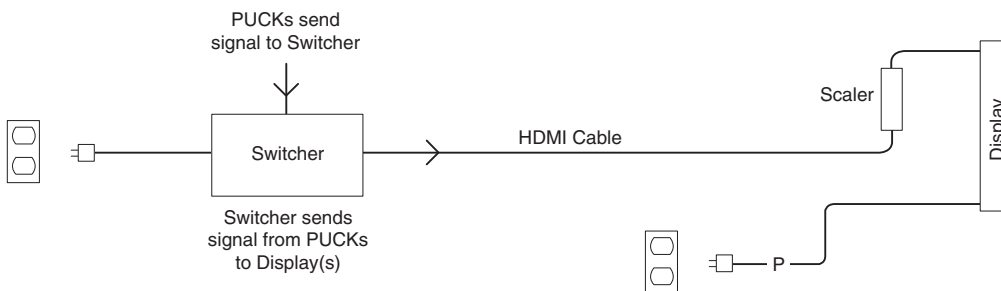 PUCKs send
signal to Switcher
Scaler
HDMI Cable
Switcher
Display
Switcher sends
signal from PUCKs
to Display(s)
P